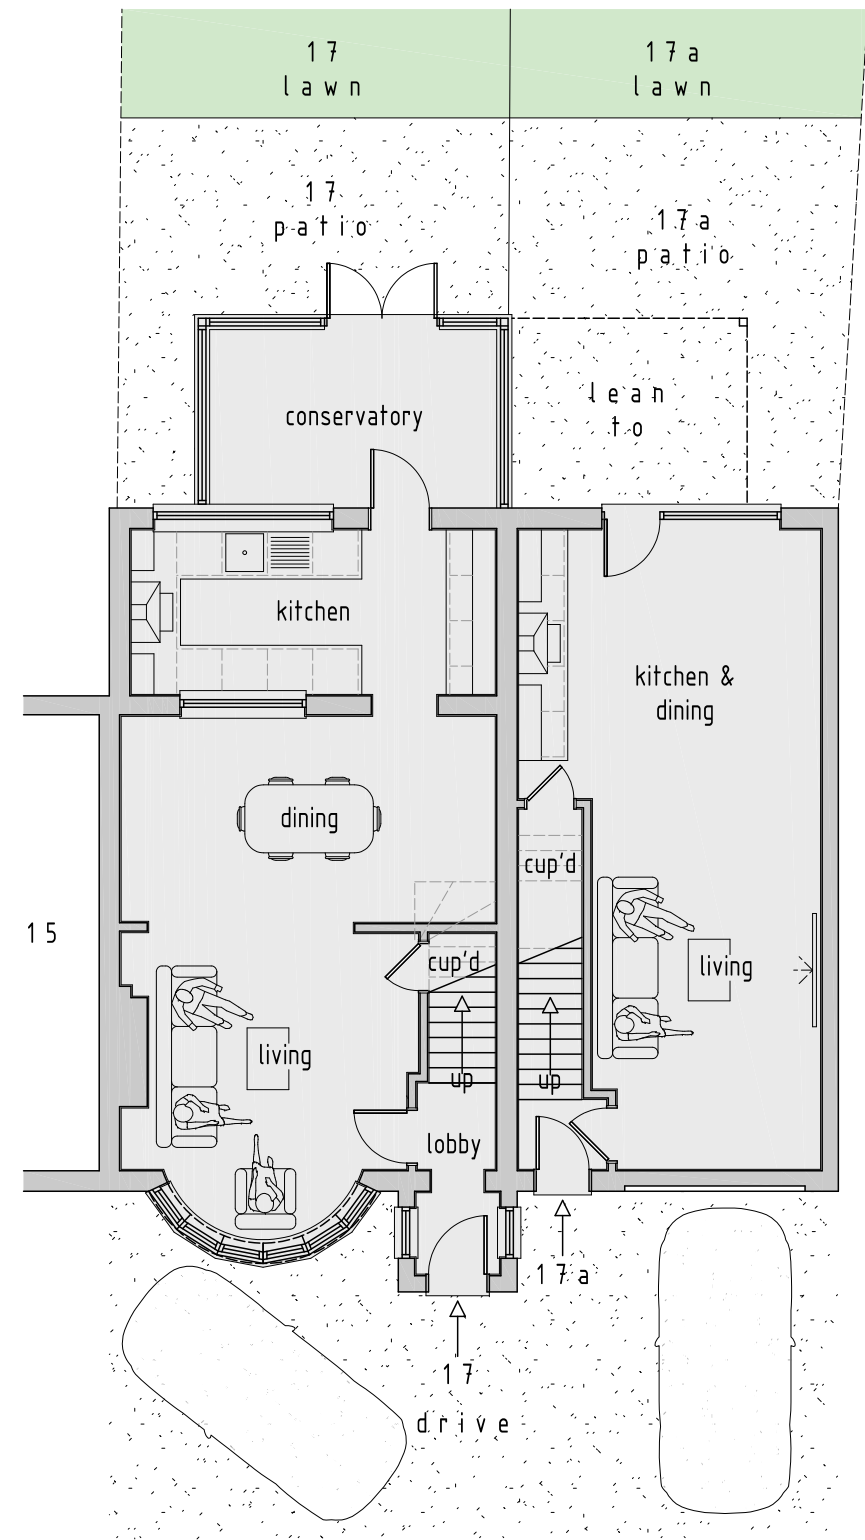 17
lawn
17a
lawn
17
patio
17a
patio
lean
to
conservatory
kitchen
kitchen &
dining
dining
cup'd
15
cup'd
living
living
up
up
lobby
17a
17
drive